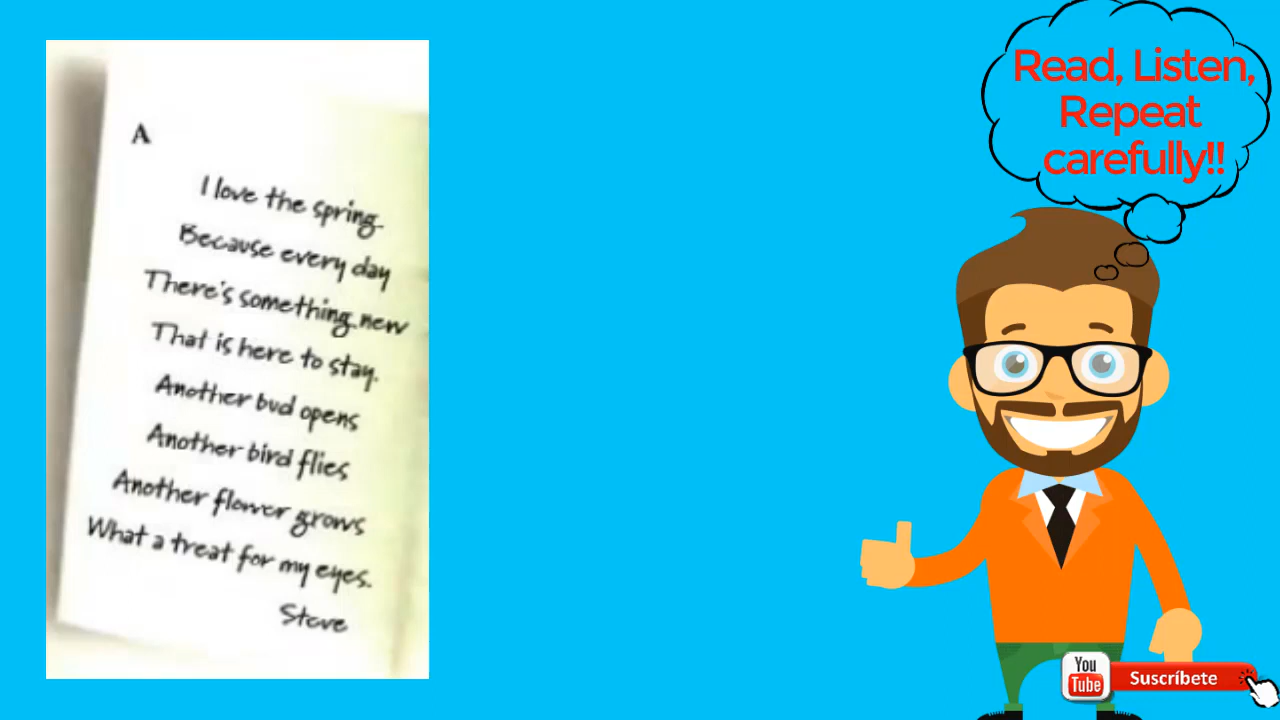 A
I love the spring
Because every day
There's something new
That is here to stay.
Another bud opens
Another bird flies
Another flower grows
What a treat for my eyes.
Steve
Read, Listen,
Repeat
carefully!!
You
Tube
Suscríbete